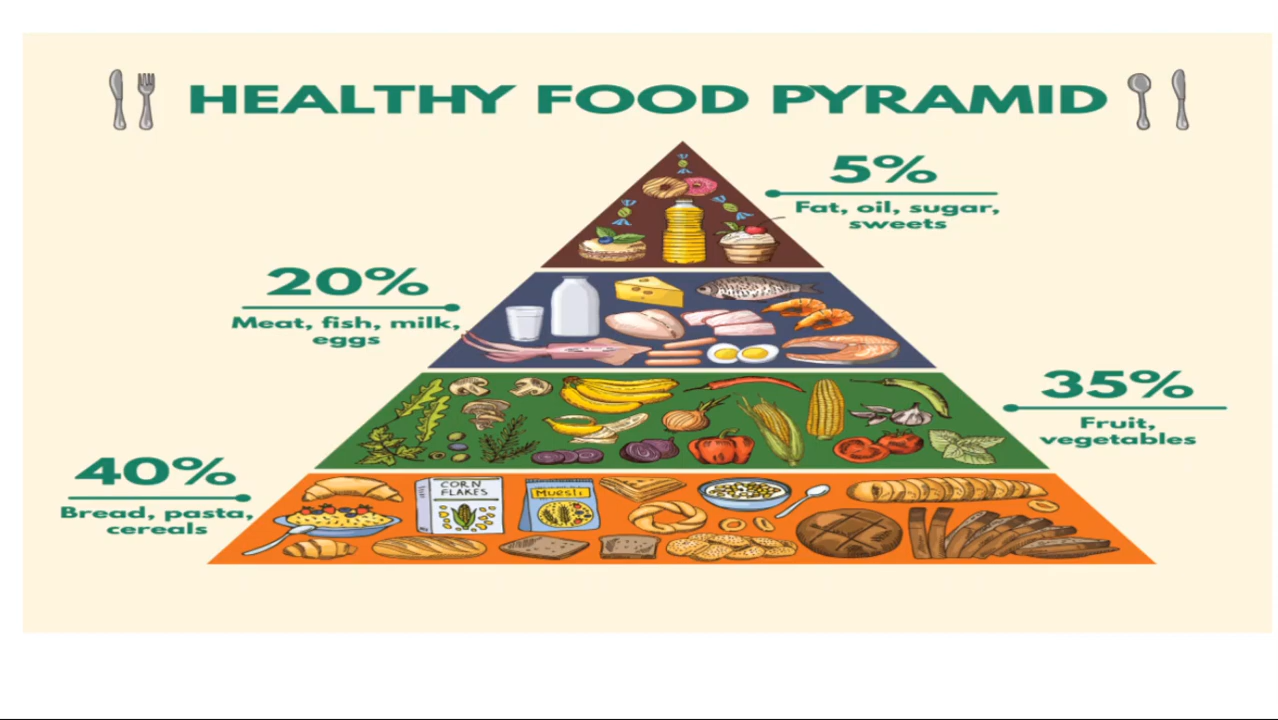 HEALTHY FOOD PYRAMID
5%
Fat, oil, sugar,
sweets
20%
Meat, fish, milk,
eggs
35%
Fruit,
vegetables
40%
Bread, pasta,
cereals
CORN
FLAKES
MUESLI